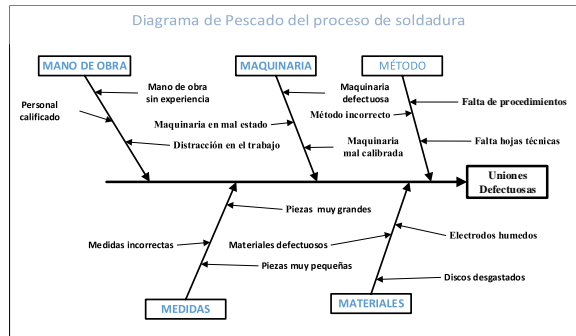 Diagrama de Pescado del proceso de soldadura
MANO DE OBRA
MAQUINARIA
MÉTODO
Mano de obra
sin experiencia
Personal
calificado
Distracción en el trabajo
Maquinaria
defectuosa
Maquinaria en mal estado
Maquinaria
mal calibrada
Método incorrecto
Falta de procedimientos
Falta hojas técnicas
Uniones
Defectuosas
Piezas muy grandes
Medidas incorrectas
Piezas muy pequeñas
Materiales defectuosos
Electrodos humedos
Discos desgastados
MEDIDAS
MATERIALES